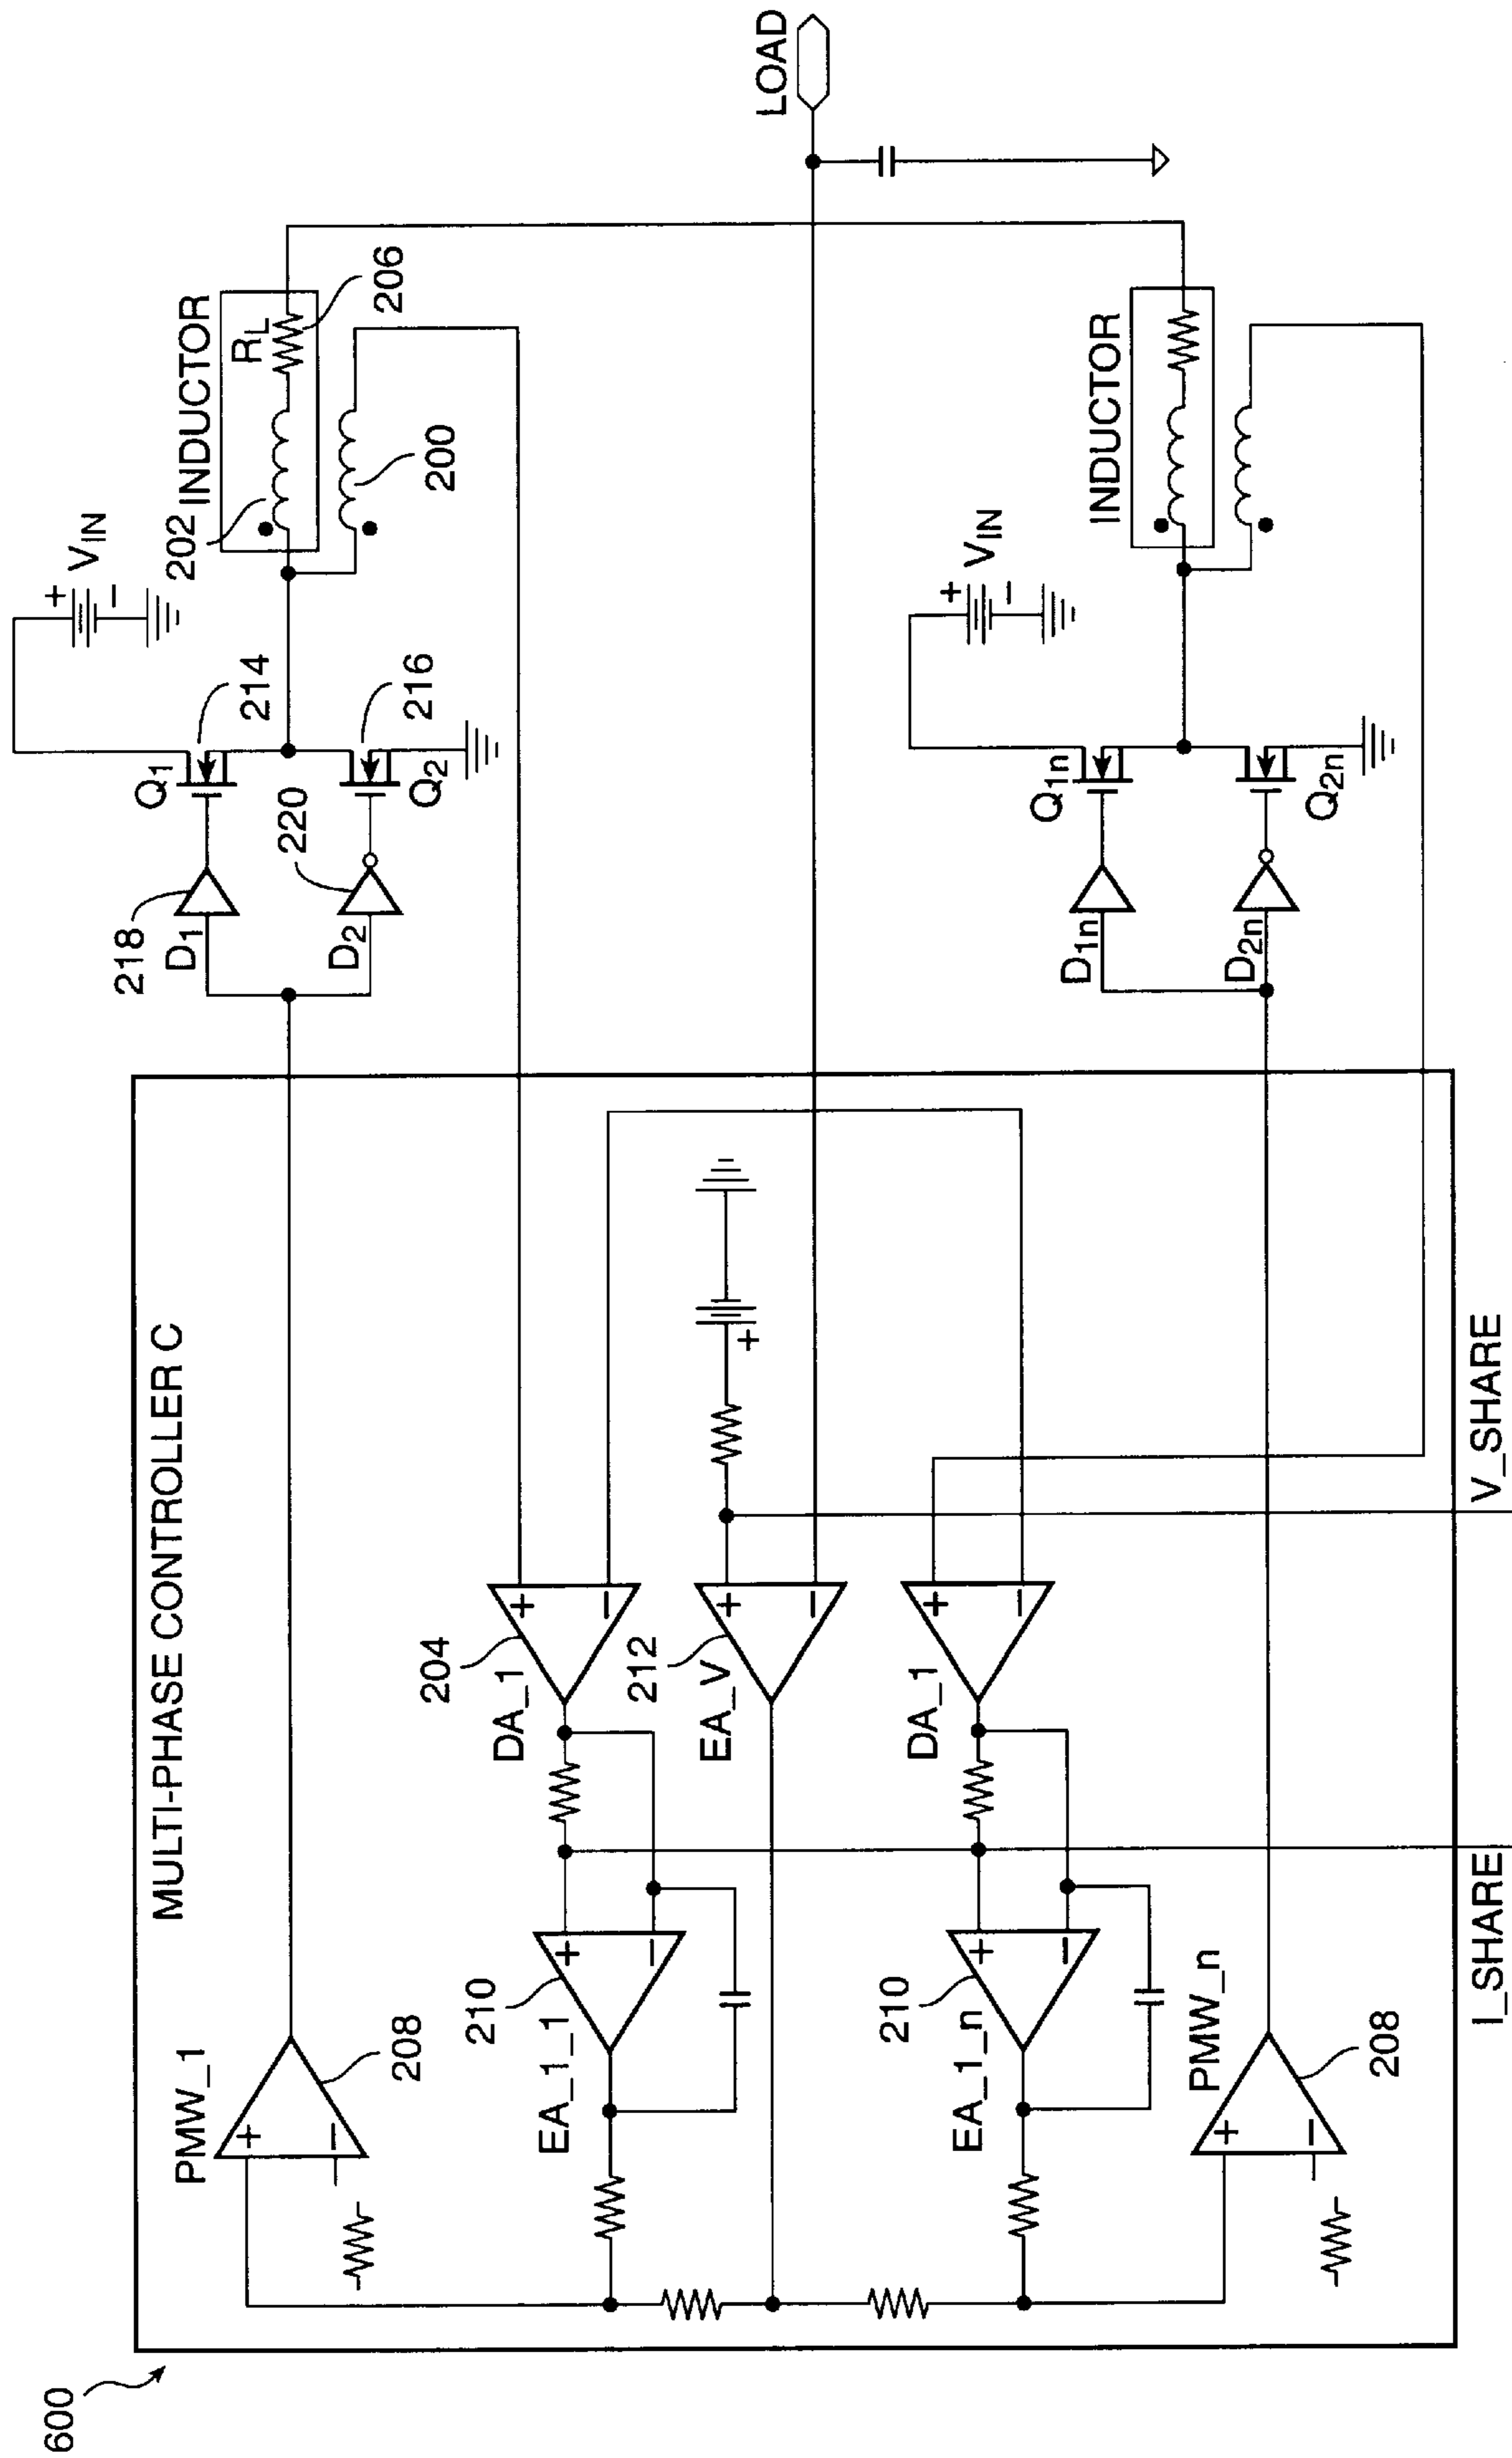 600
MULTI-PHASE CONTROLLER C
PMW_1
+
−
208
218
D1
220
D2
Q1
214
216
Q2
+
VIN
−
202
INDUCTOR
RL
206
200
204
+
−
DA_1
210
+
−
EA_1_1
212
+
−
EA_V
+
LOAD
+
−
DA_1
210
+
−
EA_1_n
PMW_n
+
−
208
D1n
D2n
Q1n
Q2n
+
VIN
−
INDUCTOR
I_SHARE
V_SHARE